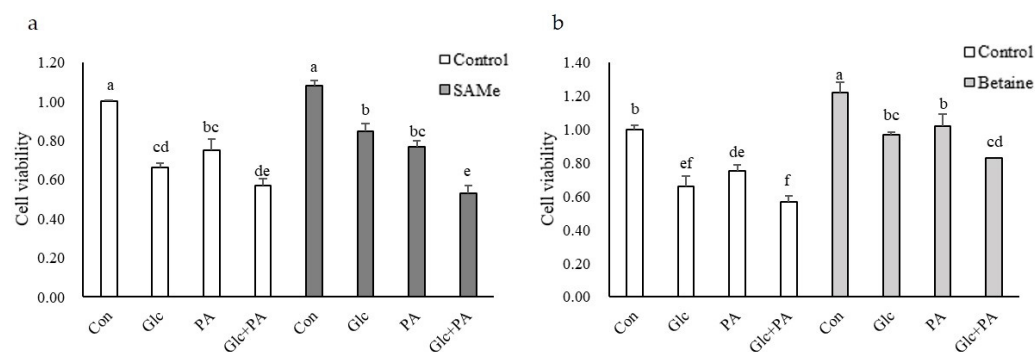 a
Control
SAMe
Cell viability
1.20
1.00
0.80
0.60
0.40
0.20
0.00
a
cd
bc
de
a
b
bc
e
Con
Glc
PA
Glc+PA
Con
Glc
PA
Glc+PA
b
Control
Betaine
Cell viability
1.40
1.20
1.00
0.80
0.60
0.40
0.20
0.00
b
ef
de
f
a
bc
b
cd
Con
Glc
PA
Glc+PA
Con
Glc
PA
Glc+PA